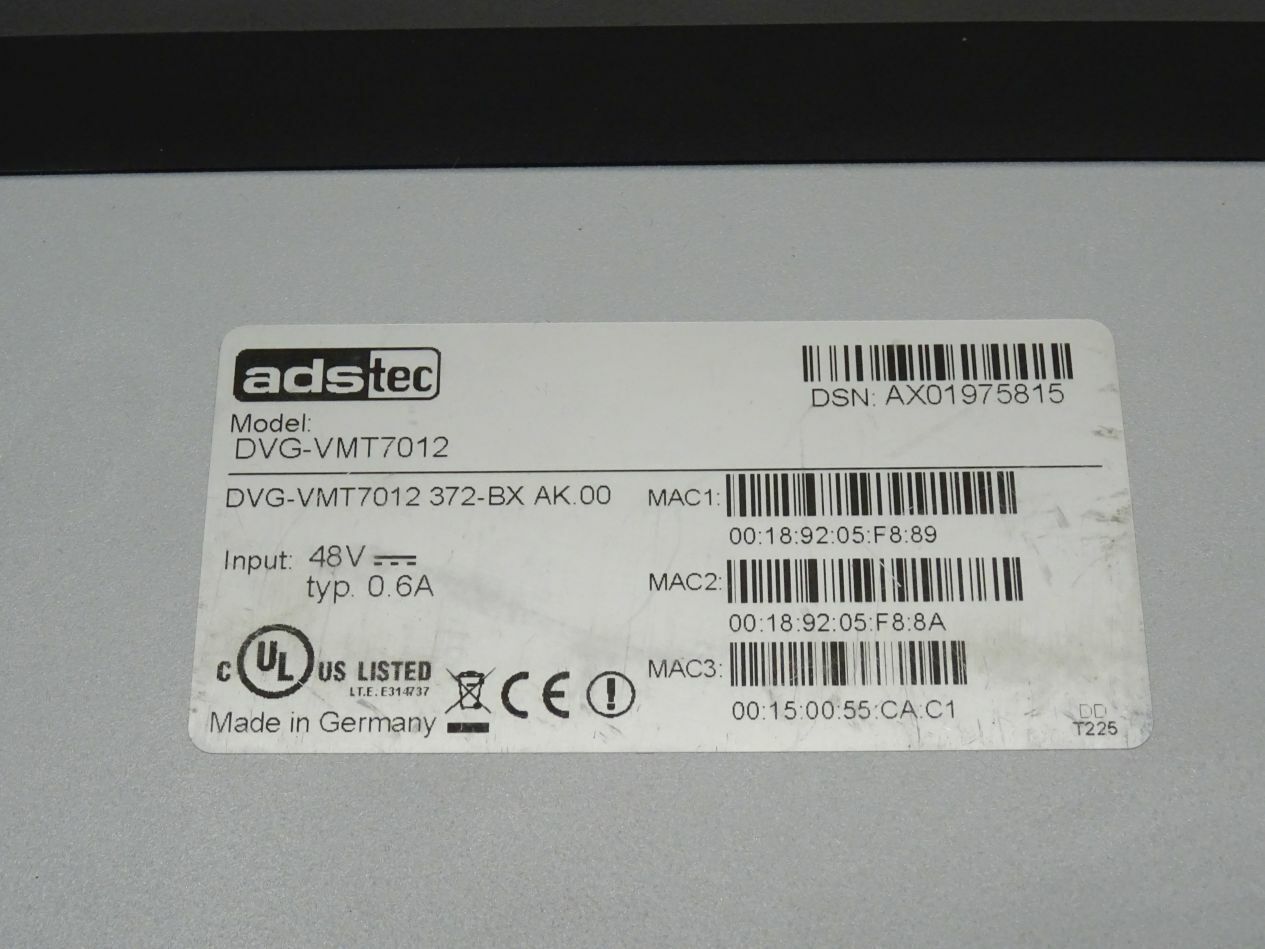 adstec
DSN: AX01975815
Model:
DVG-VMT7012
DVG-VMT7012 372-BX AK.00
MAC1:
00:18:92:05:F8:89
Input: 48V
typ. 0.6A
MAC2:
00:18:92:05:F8:8A
C UL US LISTED
I.T.E. E314737
CE
MAC3:
00:15:00:55:CA:C1
Made in Germany
DD
T225